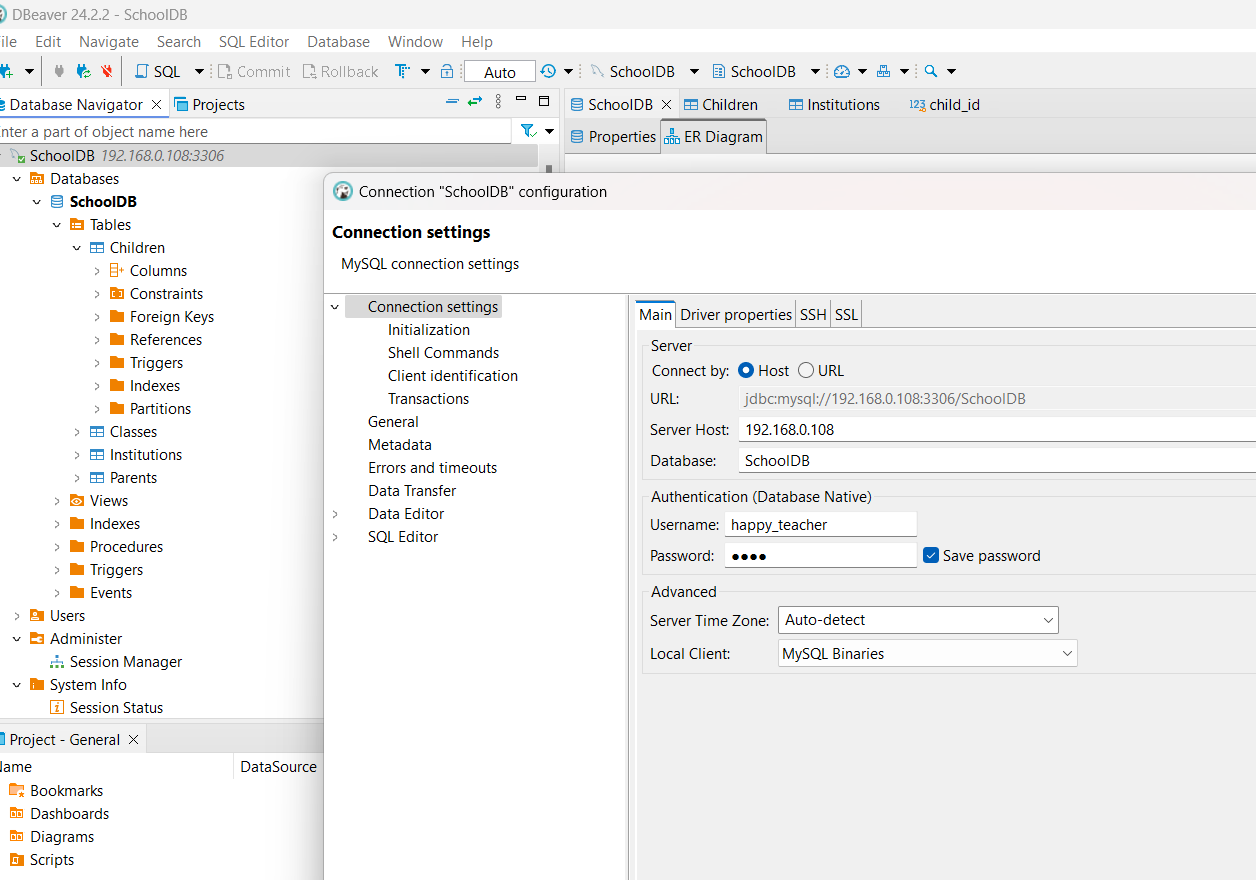 DBeaver 24.2.2 - SchoolDB
ile Edit Navigate Search SQL Editor Database Window Help
SQL Commit Rollback Auto SchoolDB SchoolDB
Database Navigator Projects
SchoolDB Children Institutions 123 child_id
nter a part of object name here
Properties ER Diagram
SchoolDB 192.168.0.108:3306
Databases
SchoolDB
Tables
Children
Columns
Constraints
Foreign Keys
References
Triggers
Indexes
Partitions
Classes
Institutions
Parents
Views
Indexes
Procedures
Triggers
Events
Users
Administer
Session Manager
System Info
Session Status
Project - General
ame DataSource
Bookmarks
Dashboards
Diagrams
Scripts
Connection "SchoolDB" configuration
Connection settings
MySQL connection settings
Connection settings
Initialization
Shell Commands
Client identification
Transactions
General
Metadata
Errors and timeouts
Data Transfer
Data Editor
SQL Editor
Main Driver properties SSH SSL
Server
Connect by: Host URL
URL: jdbc:mysql://192.168.0.108:3306/SchoolDB
Server Host: 192.168.0.108
Database: SchoolDB
Authentication (Database Native)
Username: happy_teacher
Password: ●●●● Save password
Advanced
Server Time Zone: Auto-detect
Local Client: MySQL Binaries